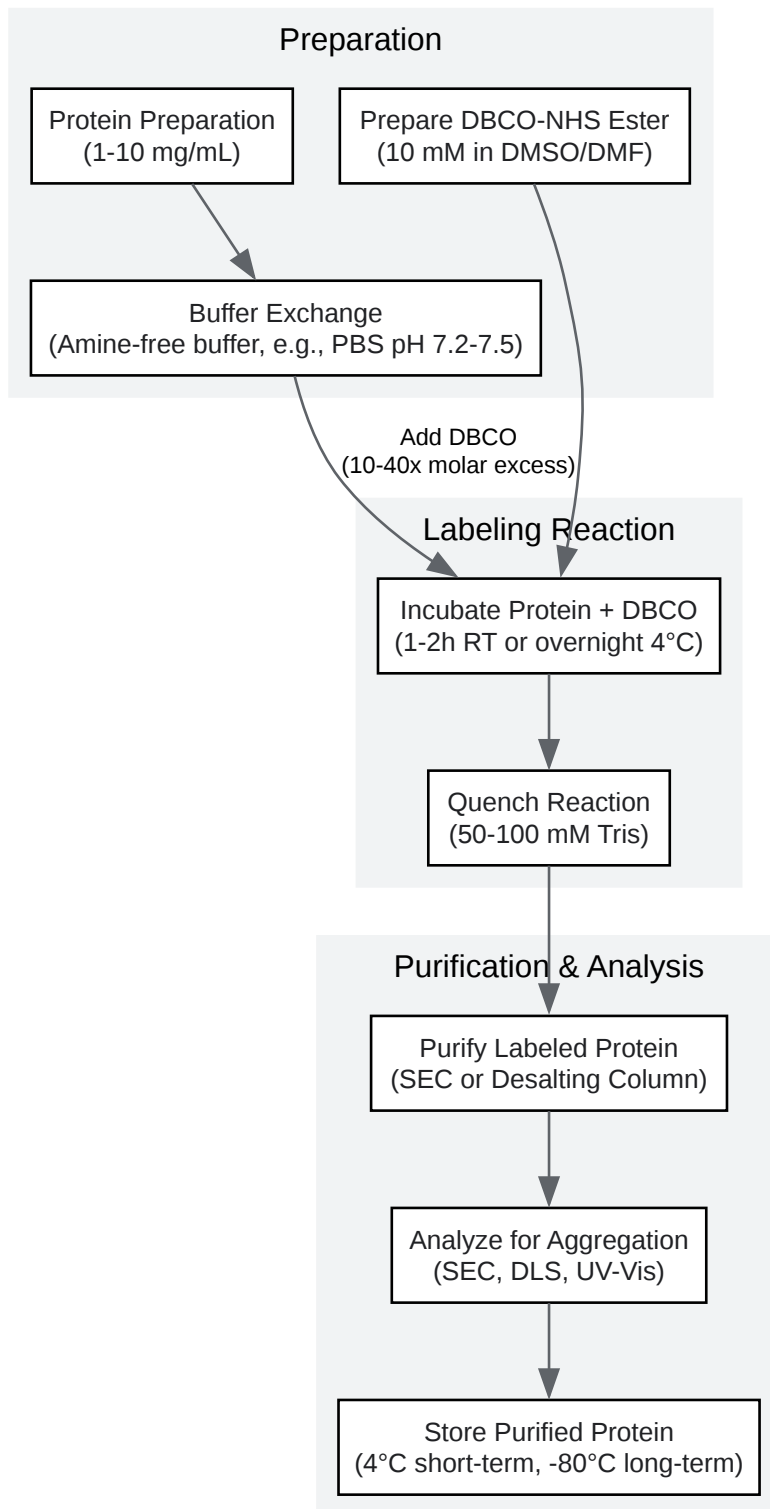 Preparation
Protein Preparation
(1-10 mg/mL)
Prepare DBCO-NHS Ester
(10 mM in DMSO/DMF)
Buffer Exchange
(Amine-free buffer, e.g., PBS pH 7.2-7.5)
Add DBCO
(10-40x molar excess)
Labeling Reaction
Incubate Protein + DBCO
(1-2h RT or overnight 4°C)
Quench Reaction
(50-100 mM Tris)
Purification & Analysis
Purify Labeled Protein
(SEC or Desalting Column)
Analyze for Aggregation
(SEC, DLS, UV-Vis)
Store Purified Protein
(4°C short-term, -80°C long-term)